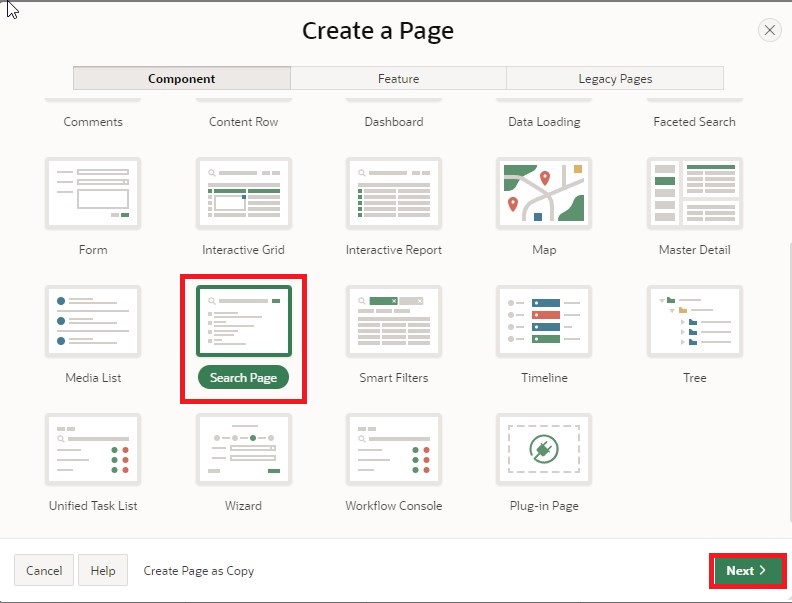 Create a Page
Component Feature Legacy Pages
Comments Content Row Dashboard Data Loading Faceted Search
Form Interactive Grid Interactive Report Map Master Detail
Media List Search Page Smart Filters Timeline Tree
Unified Task List Wizard Workflow Console Plug-in Page
Cancel Help Create Page as Copy Next